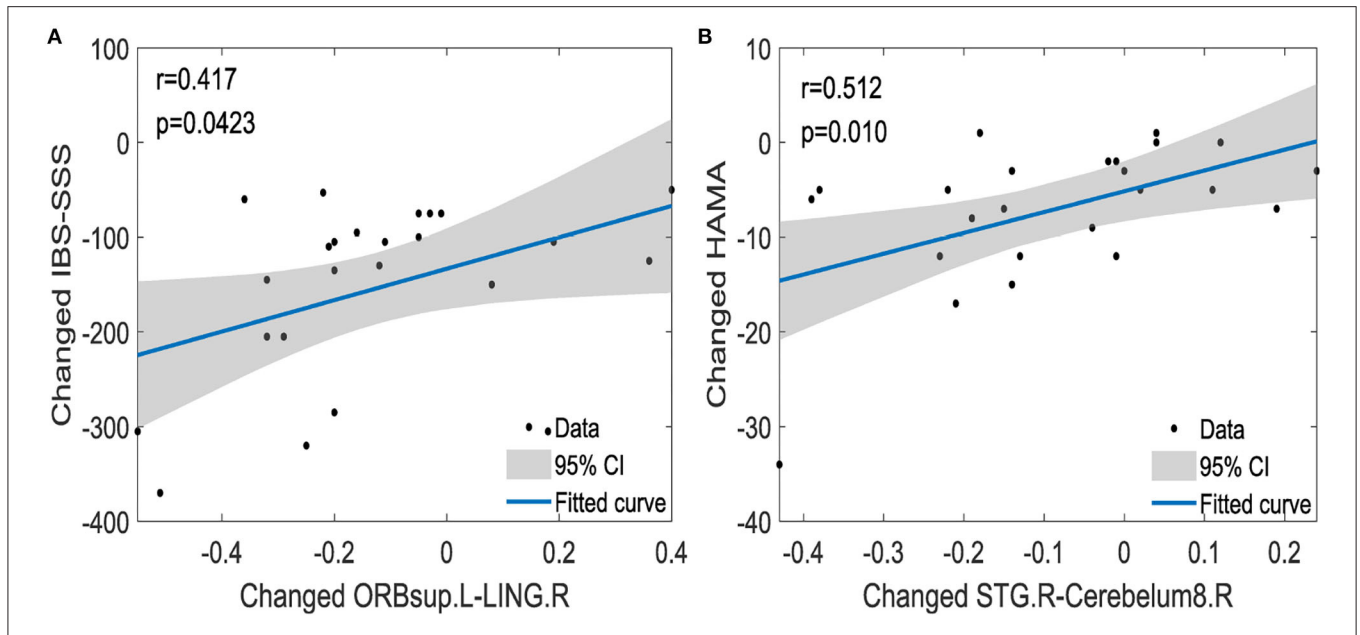 A
r=0.417
p=0.0423
100
0
-100
-200
-300
-400
Changed IBS-SSS
Data
95% CI
Fitted curve
-0.4 -0.2 0 0.2 0.4
Changed ORBsup.L-LING.R
B
r=0.512
p=0.010
10
0
-10
-20
-30
-40
Changed HAMA
Data
95% CI
Fitted curve
-0.4 -0.3 -0.2 -0.1 0 0.1 0.2
Changed STG.R-Cerebelum8.R